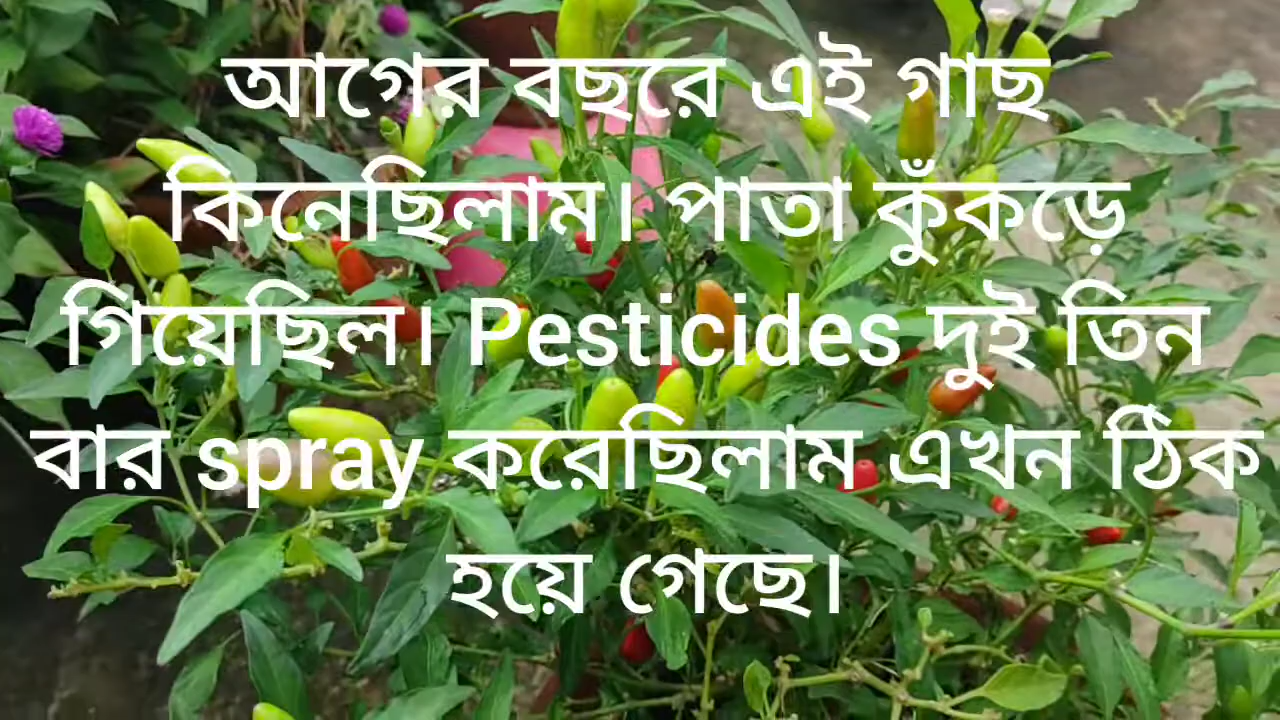 আগের বছরে এই গাছ
কিনেছিলাম। পাতা কুঁকড়ে
গিয়েছিল। Pesticides দুই তিন
বার spray করেছিলাম এখন ঠিক
হয়ে গেছে।